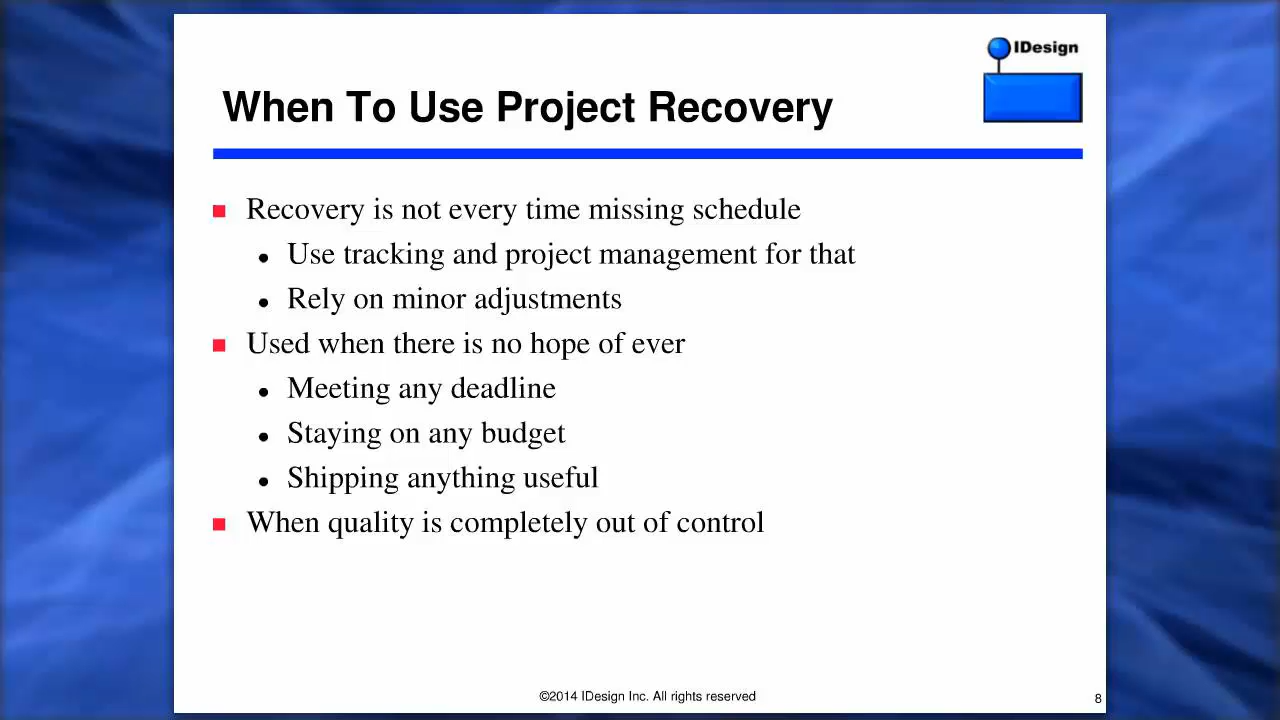 IDesign
When To Use Project Recovery
Recovery is not every time missing schedule
Use tracking and project management for that
Rely on minor adjustments
Used when there is no hope of ever
Meeting any deadline
Staying on any budget
Shipping anything useful
When quality is completely out of control
©2014 IDesign Inc. All rights reserved
8